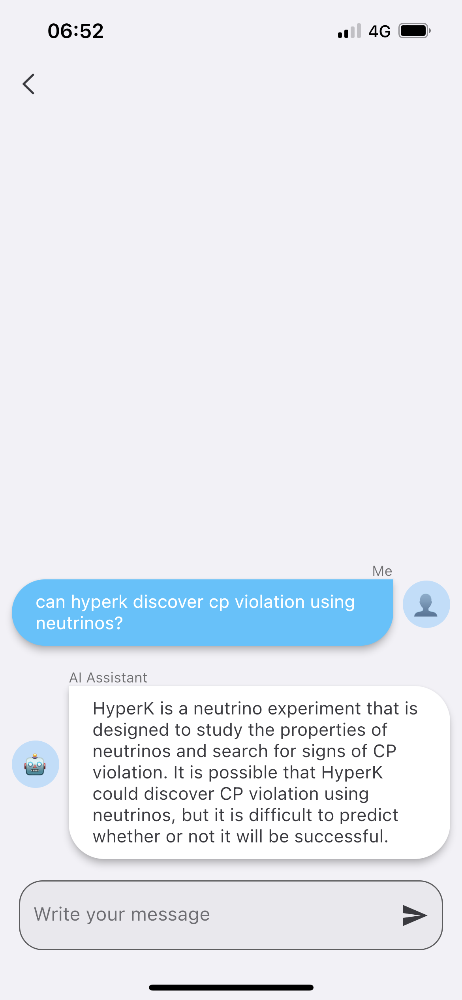 06:52
4G
Me
can hyperk discover cp violation using
neutrinos?
AI Assistant
HyperK is a neutrino experiment that is
designed to study the properties of
neutrinos and search for signs of CP
violation. It is possible that HyperK
could discover CP violation using
neutrinos, but it is difficult to predict
whether or not it will be successful.
Write your message